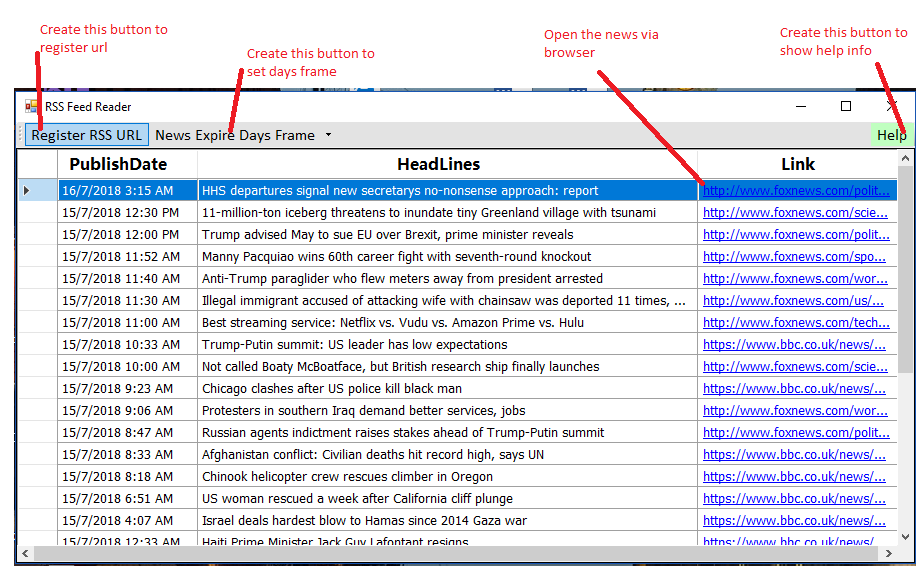 Create this button to
register url
Create this button to
set days frame
Open the news via
browser
Create this button to
show help info
RSS Feed Reader
Register RSS URL News Expire Days Frame Help
PublishDate HeadLines Link
16/7/2018 3:15 AM HHS departures signal new secretarys no-nonsense approach: report http://www.foxnews.com/polit...
15/7/2018 12:30 PM 11-million-ton iceberg threatens to inundate tiny Greenland village with tsunami http://www.foxnews.com/scie...
15/7/2018 12:00 PM Trump advised May to sue EU over Brexit, prime minister reveals http://www.foxnews.com/polit...
15/7/2018 11:52 AM Manny Pacquiao wins 60th career fight with seventh-round knockout http://www.foxnews.com/spo...
15/7/2018 11:40 AM Anti-Trump paraglider who flew meters away from president arrested http://www.foxnews.com/wor...
15/7/2018 11:30 AM Illegal immigrant accused of attacking wife with chainsaw was deported 11 times, ... http://www.foxnews.com/us/...
15/7/2018 11:00 AM Best streaming service: Netflix vs. Vudu vs. Amazon Prime vs. Hulu http://www.foxnews.com/tech...
15/7/2018 10:33 AM Trump-Putin summit: US leader has low expectations https://www.bbc.co.uk/news/...
15/7/2018 10:00 AM Not called Boaty McBoatface, but British research ship finally launches http://www.foxnews.com/scie...
15/7/2018 9:23 AM Chicago clashes after US police kill black man https://www.bbc.co.uk/news/...
15/7/2018 9:06 AM Protesters in southern Iraq demand better services, jobs http://www.foxnews.com/wor...
15/7/2018 8:47 AM Russian agents indictment raises stakes ahead of Trump-Putin summit http://www.foxnews.com/polit...
15/7/2018 8:33 AM Afghanistan conflict: Civilian deaths hit record high, says UN https://www.bbc.co.uk/news/...
15/7/2018 8:18 AM Chinook helicopter crew rescues climber in Oregon https://www.bbc.co.uk/news/...
15/7/2018 6:51 AM US woman rescued a week after California cliff plunge https://www.bbc.co.uk/news/...
15/7/2018 4:07 AM Israel deals hardest blow to Hamas since 2014 Gaza war https://www.bbc.co.uk/news/...
15/7/2018 12:33 AM Haiti Prime Minister Jack Guy Lafontant resigns https://www.bbc.co.uk/news/...